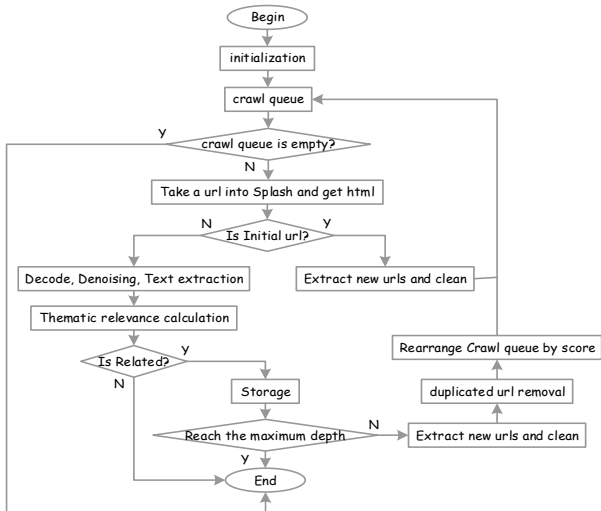 Begin
initialization
crawl queue
Y
crawl queue is empty?
N
Take a url into Splash and get html
N
Is Initial url?
Y
Decode, Denoising, Text extraction
Extract new urls and clean
Thematic relevance calculation
Is Related?
Y
N
Rearrange Crawl queue by score
Storage
duplicated url removal
Reach the maximum depth
N
Extract new urls and clean
Y
End